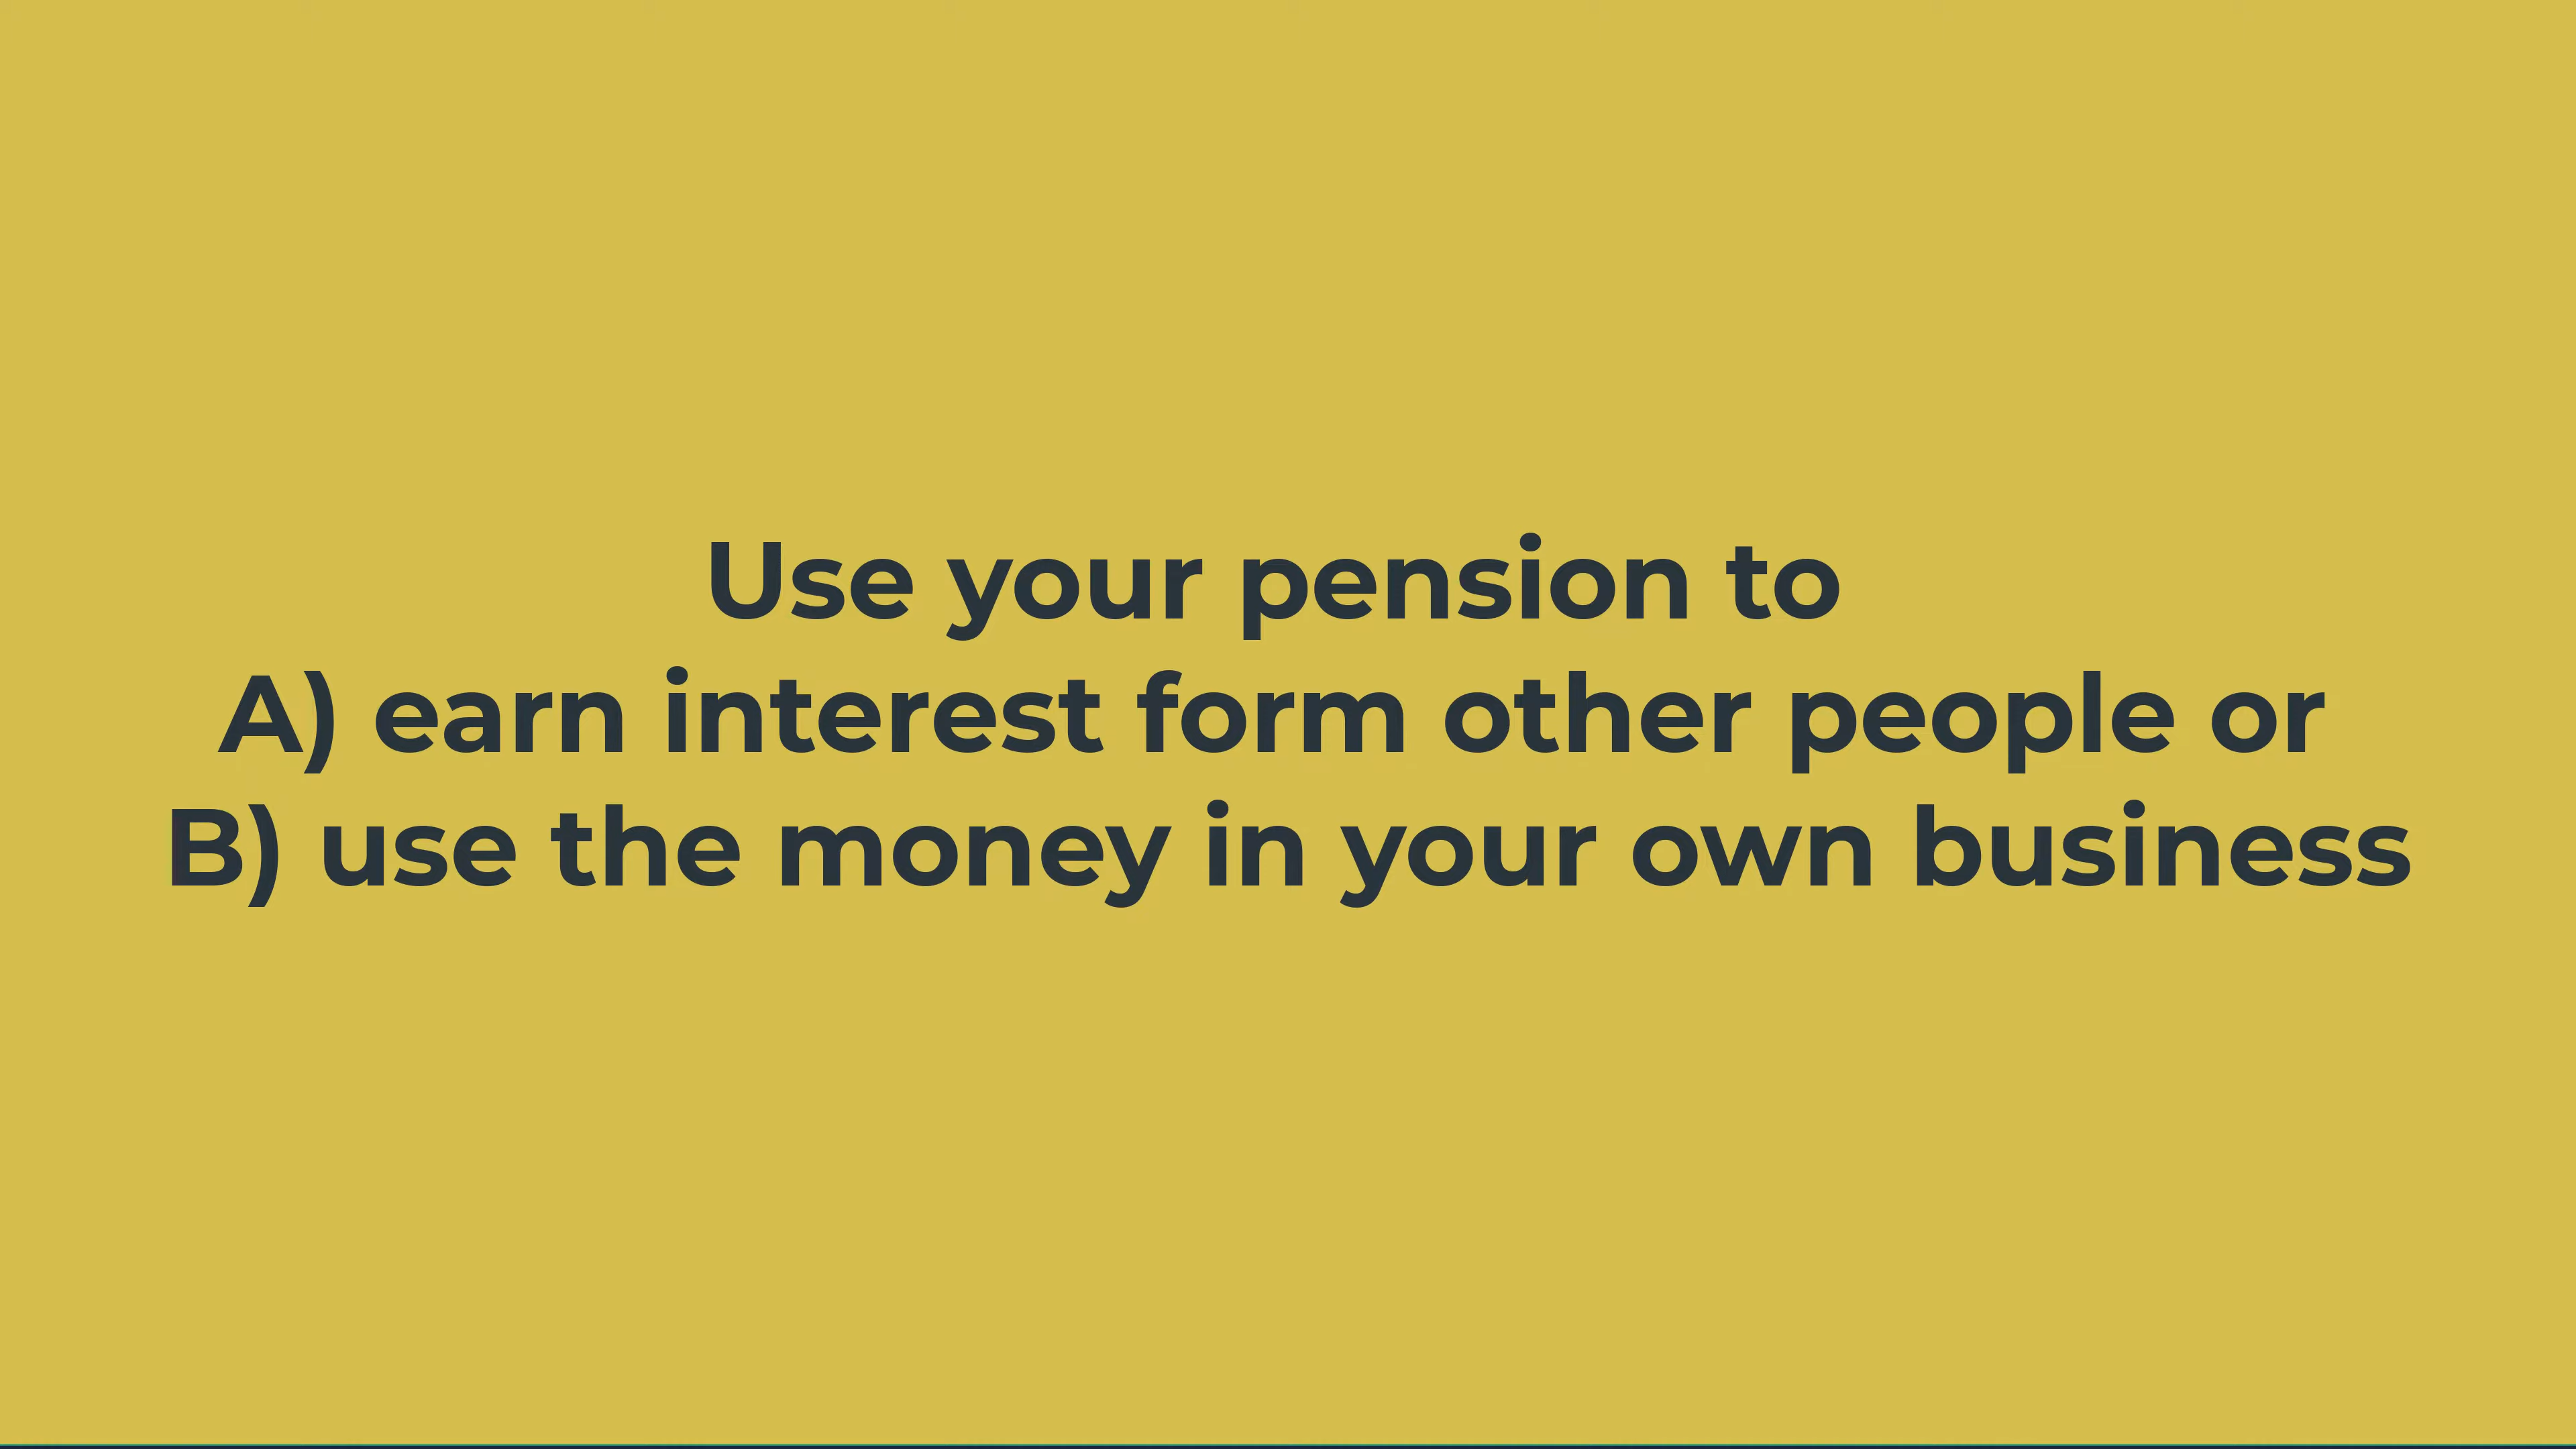 Use your pension to
A) earn interest form other people or
B) use the money in your own business